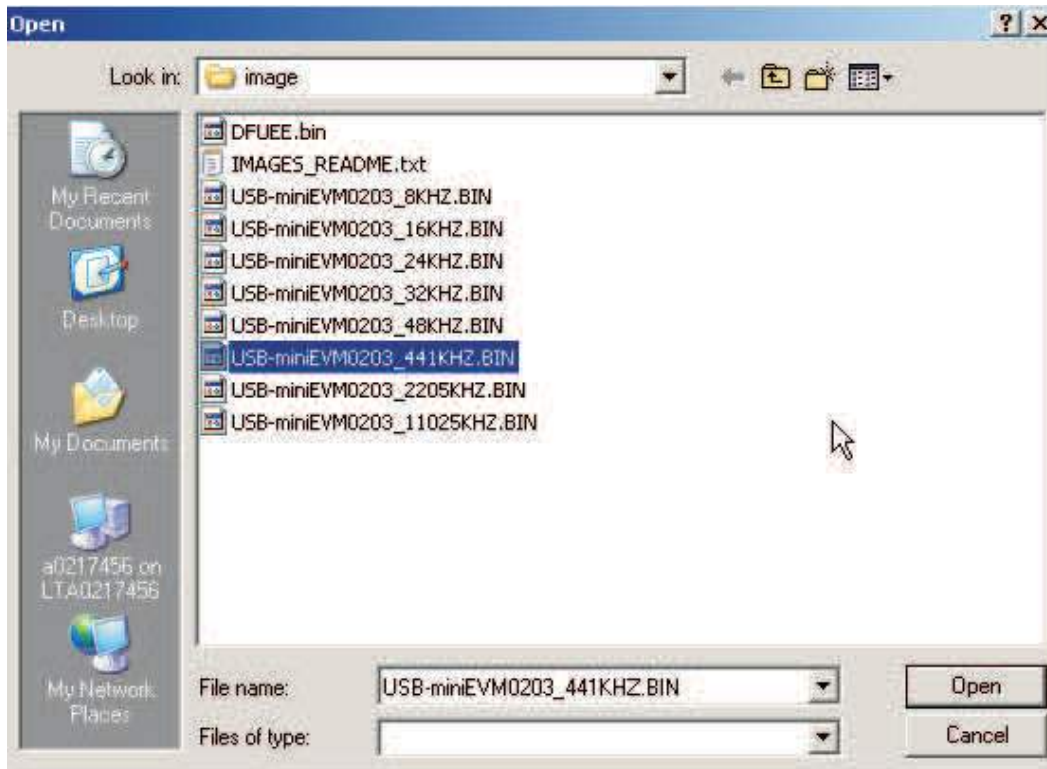 Open
Look in: image
DFUEE.bin
IMAGES_README.txt
USB-miniEVM0203_8KHZ.BIN
USB-miniEVM0203_16KHZ.BIN
USB-miniEVM0203_24KHZ.BIN
USB-miniEVM0203_32KHZ.BIN
USB-miniEVM0203_48KHZ.BIN
USB-miniEVM0203_441KHZ.BIN
USB-miniEVM0203_2205KHZ.BIN
USB-miniEVM0203_11025KHZ.BIN
My Recent
Documents
Desktop
My Documents
a0217456 on
LTA0217456
My Network
Places
File name: USB-miniEVM0203_441KHZ.BIN Open
Files of type: Cancel